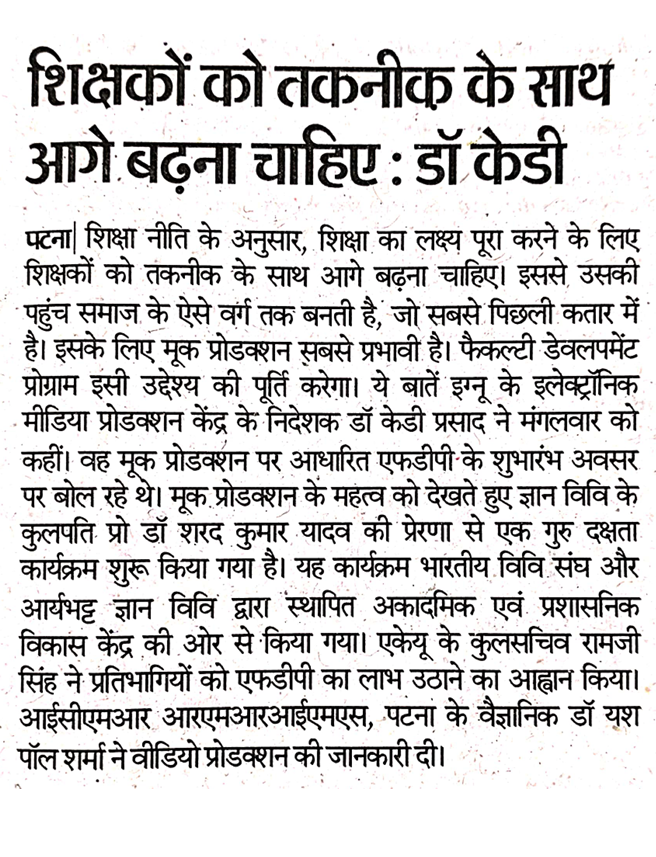 शिक्षकों को तकनीक के साथ
आगे बढ़ना चाहिए : डॉ केडी
पटना| शिक्षा नीति के अनुसार, शिक्षा का लक्ष्य पूरा करने के लिए
शिक्षकों को तकनीक के साथ आगे बढ़ना चाहिए। इससे उसकी
पहुंच समाज के ऐसे वर्ग तक बनती है, जो सबसे पिछली कतार में
है। इसके लिए मूक प्रोडक्शन सबसे प्रभावी है। फैकल्टी डेवलपमेंट
प्रोग्राम इसी उद्देश्य की पूर्ति करेगा। ये बातें इग्नू के इलेक्ट्रॉनिक
मीडिया प्रोडक्शन केंद्र के निदेशक डॉ केडी प्रसाद ने मंगलवार को
कहीं। वह मूक प्रोडक्शन पर आधारित एफडीपी के शुभारंभ अवसर
पर बोल रहे थे। मूक प्रोडक्शन के महत्व को देखते हुए ज्ञान विवि के
कुलपति प्रो डॉ शरद कुमार यादव की प्रेरणा से एक गुरु दक्षता
कार्यक्रम शुरू किया गया है। यह कार्यक्रम भारतीय विवि संघ और
आर्यभट्ट ज्ञान विवि द्वारा स्थापित अकादमिक एवं प्रशासनिक
विकास केंद्र की ओर से किया गया। एकेयू के कुलसचिव रामजी
सिंह ने प्रतिभागियों को एफडीपी का लाभ उठाने का आह्वान किया।
आईसीएमआर आरएमआरआईएमएस, पटना के वैज्ञानिक डॉ यश
पॉल शर्मा ने वीडियो प्रोडक्शन की जानकारी दी।